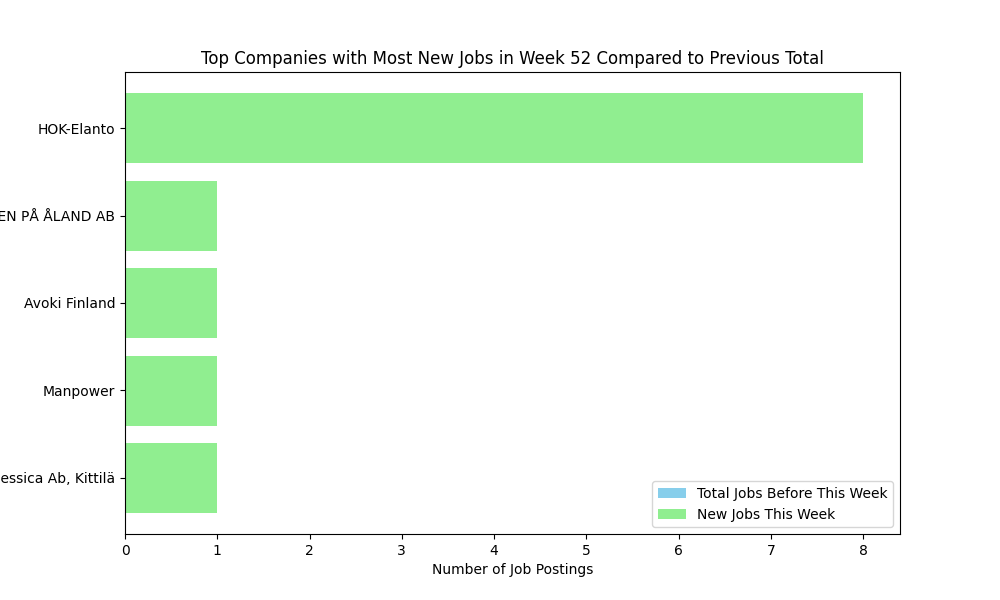 Top Companies with Most New Jobs in Week 52 Compared to Previous Total
HOK-Elanto
EN PÅ ÅLAND AB
Avoki Finland
Manpower
essica Ab, Kittilä
Total Jobs Before This Week
New Jobs This Week
0 1 2 3 4 5 6 7 8
Number of Job Postings